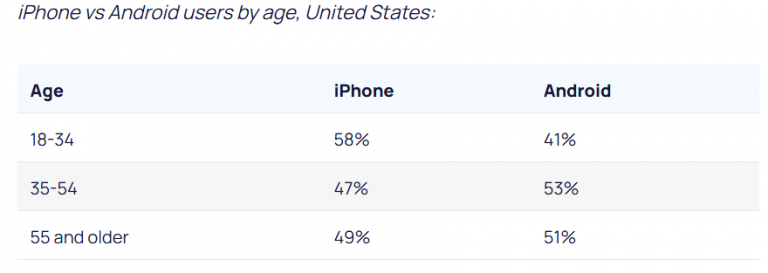 iPhone vs Android users by age, United States:
Age iPhone Android
18-34 58% 41%
35-54 47% 53%
55 and older 49% 51%